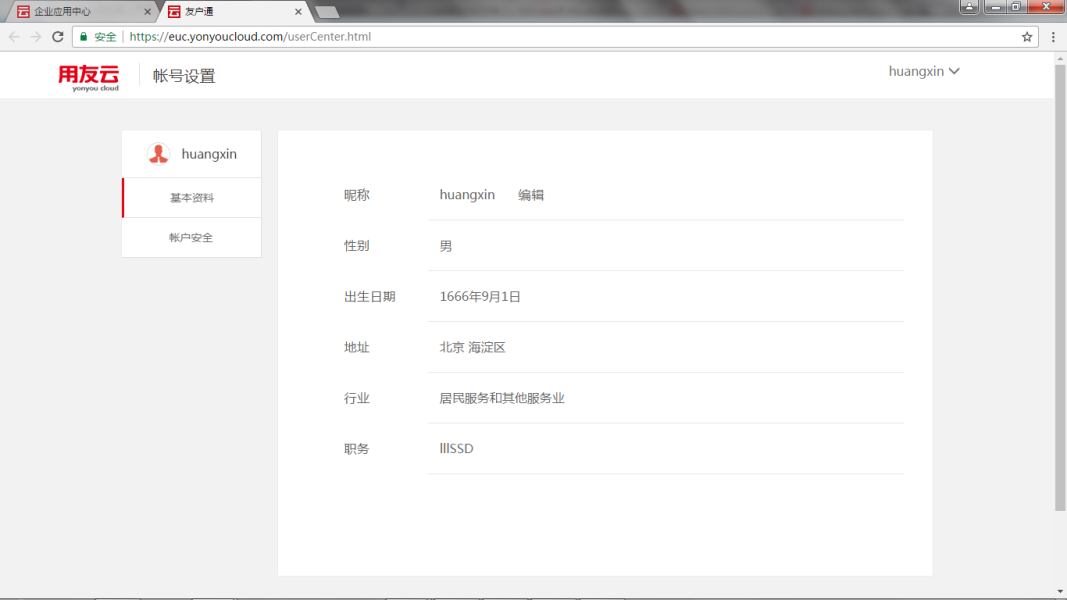 企业应用中心
友户通
安全
https://euc.yonyoucloud.com/userCenter.html
用友云
yonyou cloud
帐号设置
huangxin
huangxin
基本资料
帐户安全
昵称 huangxin 编辑
性别 男
出生日期 1666年9月1日
地址 北京 海淀区
行业 居民服务和其他服务业
职务 lllSSD